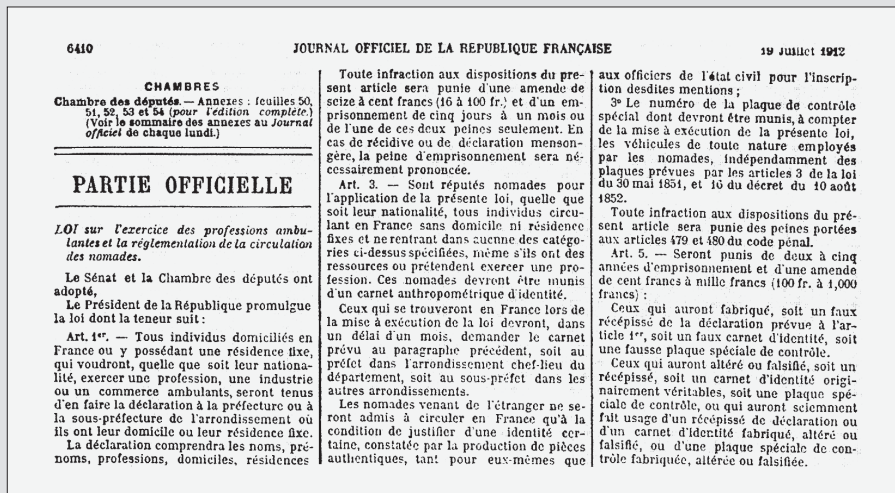 6410
JOURNAL OFFICIEL DE LA REPUBLIQUE FRANÇAISE
19 Juillet 1912
CHAMBRES
Chambre des députés. — Annexes : feuilles 50,
51, 52, 53 et 54 (pour l'édition complète.)
(Voir le sommaire des annexes au Journal
officiel de chaque lundi.)
PARTIE OFFICIELLE
LOI sur l'exercice des professions ambu-
lantes et la réglementation de la circulation
des nomades.
Le Sénat et la Chambre des députés ont
adopté,
Le Président de la République promulgue
la loi dont la teneur suit :
Art. 1er. — Tous individus domiciliés en
France ou y possédant une résidence fixe,
qui voudront, quelle que soit leur nationa-
lité, exercer une profession, une industrie
ou un commerce ambulants, seront tenus
d'en faire la déclaration à la préfecture ou à
la sous-préfecture de l'arrondissement où
ils ont leur domicile ou leur résidence fixe.
La déclaration comprendra les noms, pré-
noms, professions, domiciles, résidences
Toute infraction aux dispositions du pre-
sent article sera punie d'une amende de
seize à cent francs (16 à 100 fr.) et d'un em-
prisonnement de cinq jours à un mois ou
de l'une de ces deux peines seulement. En
cas de récidive ou de déclaration menson-
gère, la peine d'emprisonnement sera né-
cessairement prononcée.
Art. 3. — Sont réputés nomades pour
l'application de la présente loi, quelle que
soit leur nationalité, tous individus circu-
lant en France sans domicile ni résidence
fixes et ne rentrant dans aucune des catégo-
ries ci-dessus spécifiées, même s'ils ont des
ressources ou prétendent exercer une pro-
fession. Ces nomades devront être munis
d'un carnet anthropométrique d'identité.
Ceux qui se trouveront en France lors de
la mise à exécution de la loi devront, dans
un délai d'un mois, demander le carnet
prévu au paragraphe précédent, soit au
préfet dans l'arrondissement chef-lieu du
département, soit au sous-préfet dans les
autres arrondissements.
Les nomades venant de l'étranger ne se-
ront admis à circuler en France qu'à la
condition de justifier d'une identité cer-
taine, constatée par la production de pièces
authentiques, tant pour eux-mêmes que
aux officiers de l'état civil pour l'inscrip-
tion desdites mentions ;
3° Le numéro de la plaque de contrôle
spécial dont devront être munis, à compter
de la mise à exécution de la présente loi,
les véhicules de toute nature employés
par les nomades, indépendamment des
plaques prévues par les articles 3 de la loi
du 30 mai 1851, et 16 du décret du 10 août
1852.
Toute infraction aux dispositions du pré-
sent article sera punie des peines portées
aux articles 479 et 480 du code pénal.
Art. 5. — Seront punis de deux à cinq
années d'emprisonnement et d'une amende
de cent francs à mille francs (100 fr. à 1,000
francs) :
Ceux qui auront fabriqué, soit un faux
récépissé de la déclaration prévue à l'ar-
ticle 1er, soit un faux carnet d'identité, soit
une fausse plaque spéciale de contrôle.
Ceux qui auront altéré ou falsifié, soit un
récépissé, soit un carnet d'identité origi-
nairement véritables, soit une plaque spé-
ciale de contrôle, ou qui auront sciemment
fait usage d'un récépissé de déclaration ou
d'un carnet d'identité fabriqué, altéré ou
falsifié, ou d'une plaque spéciale de con-
trôle fabriquée, altérée ou falsifiée.